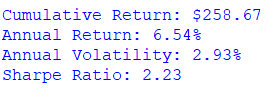 Cumulative Return: $258.67
Annual Return: 6.54%
Annual Volatility: 2.93%
Sharpe Ratio: 2.23